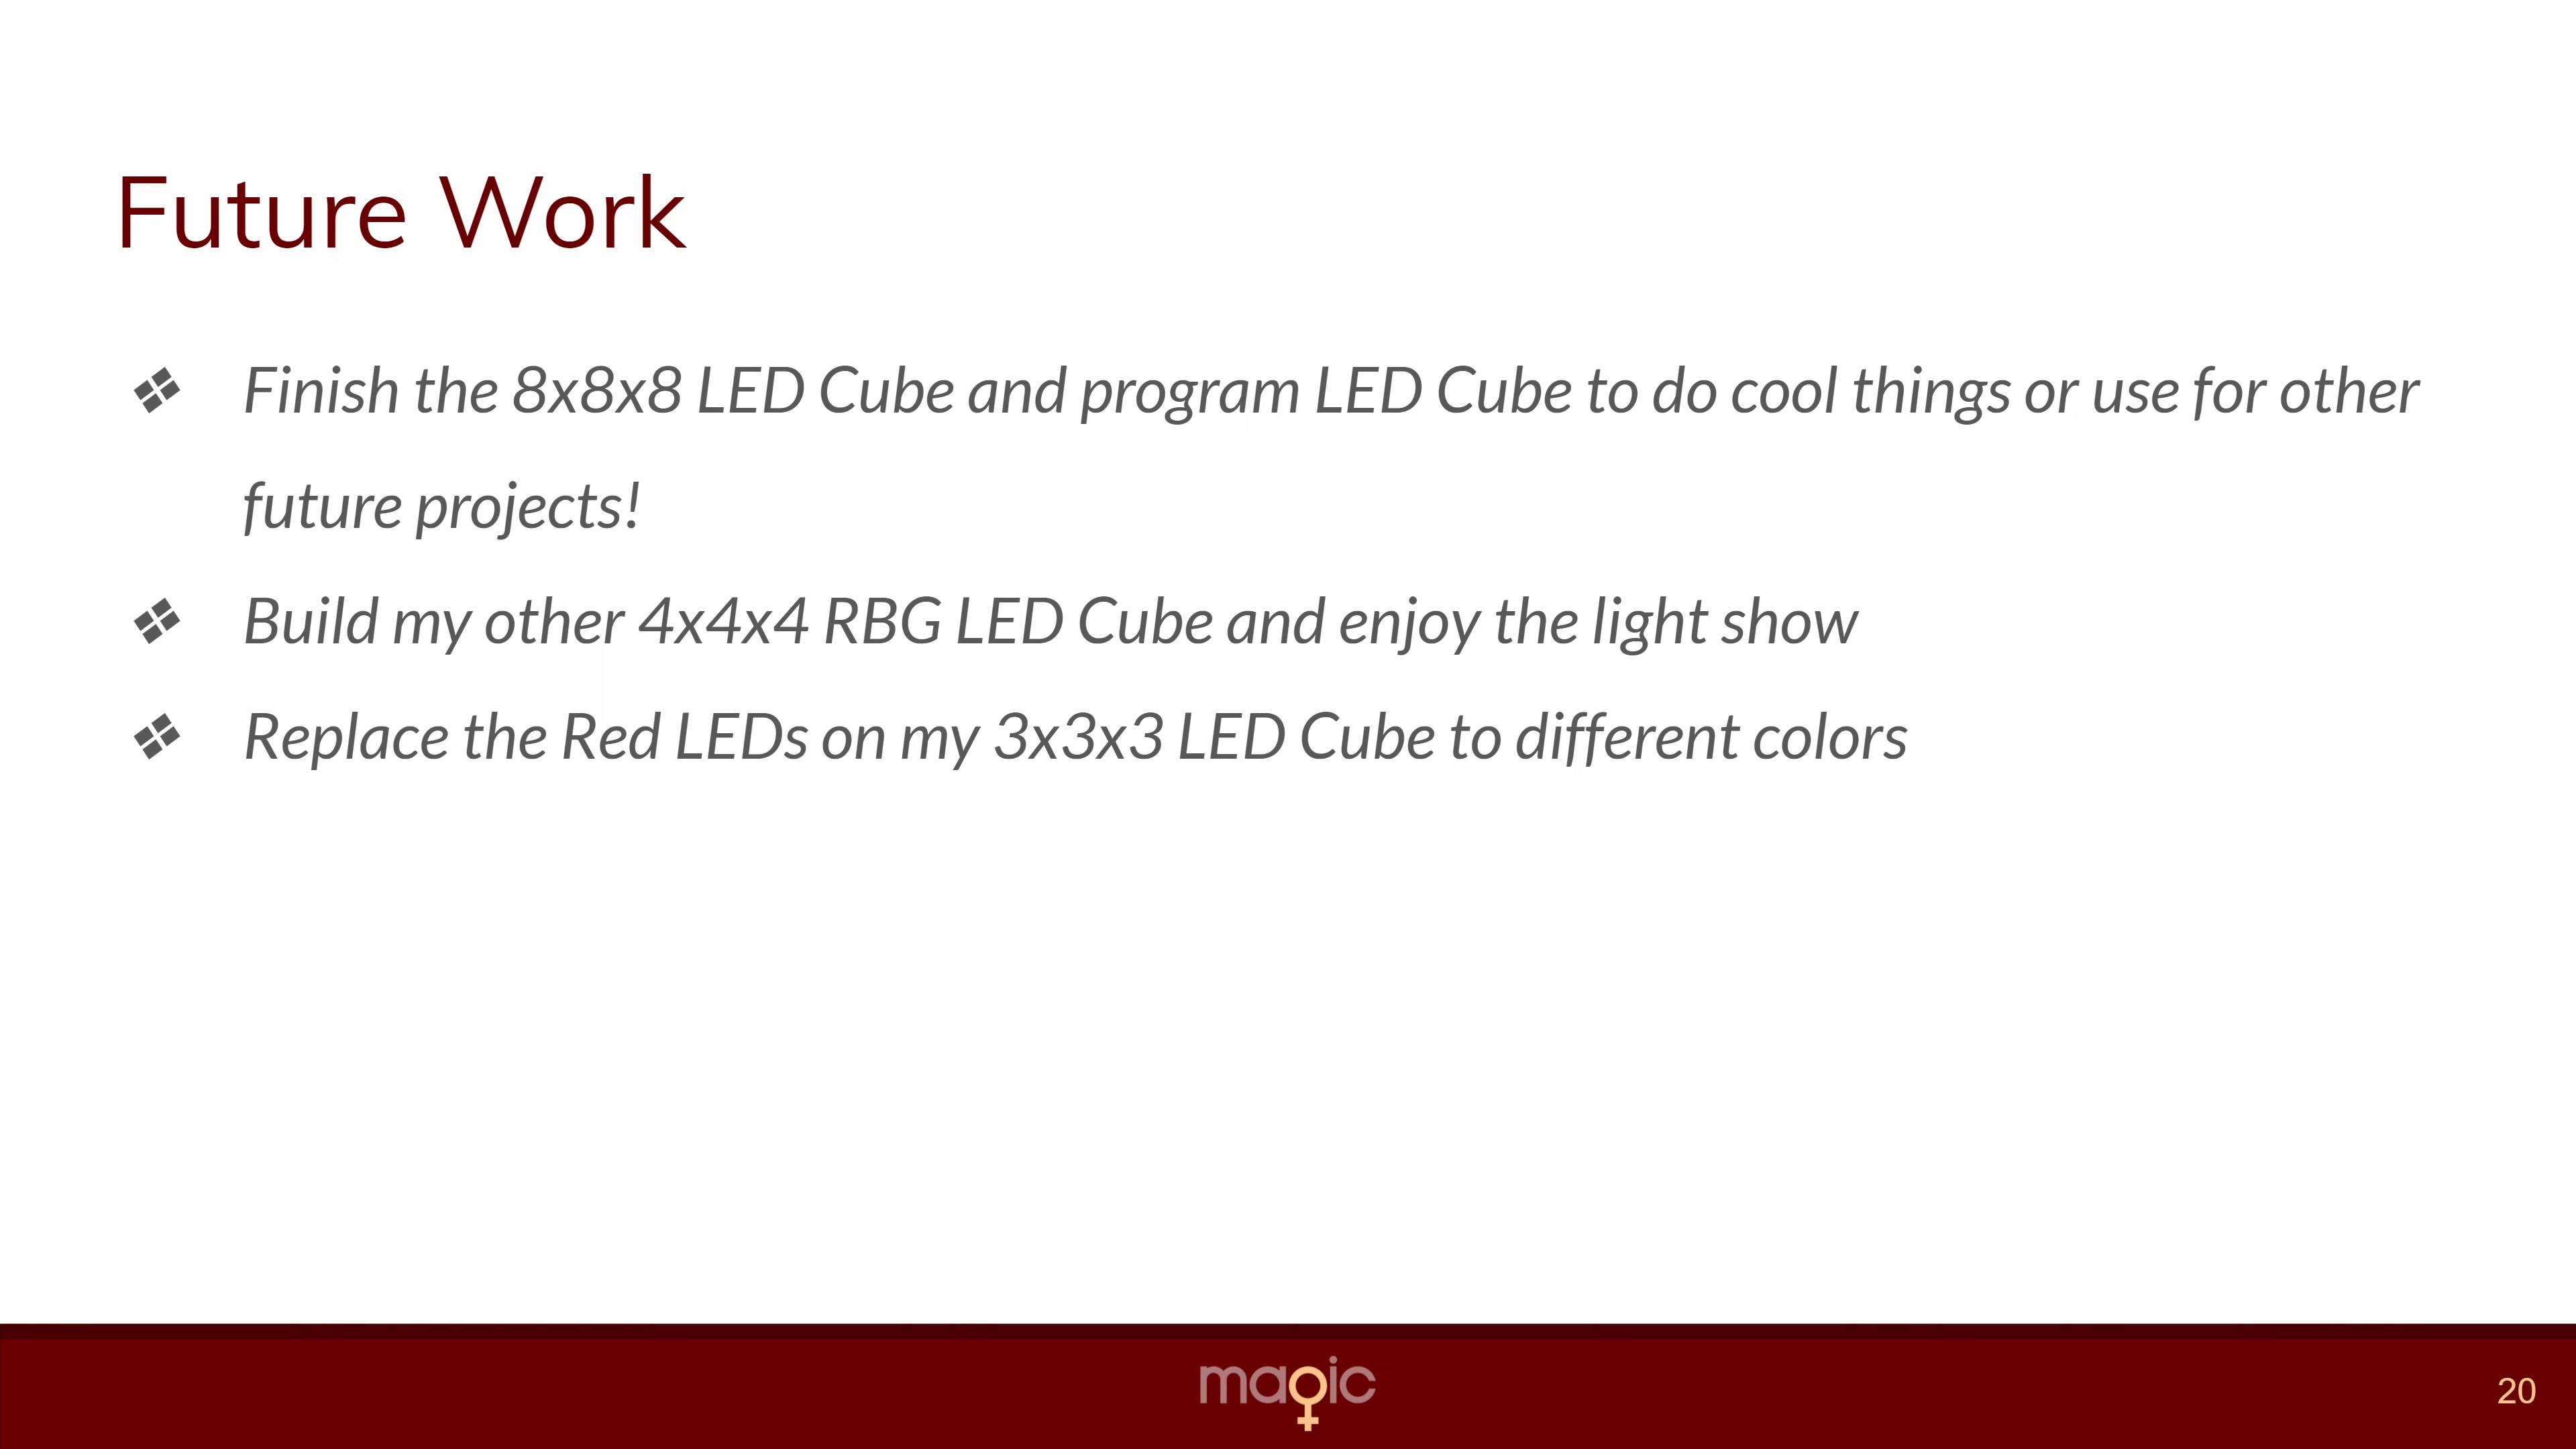 Future Work
❖ Finish the 8x8x8 LED Cube and program LED Cube to do cool things or use for other
future projects!
❖ Build my other 4x4x4 RBG LED Cube and enjoy the light show
❖ Replace the Red LEDs on my 3x3x3 LED Cube to different colors
magic
20